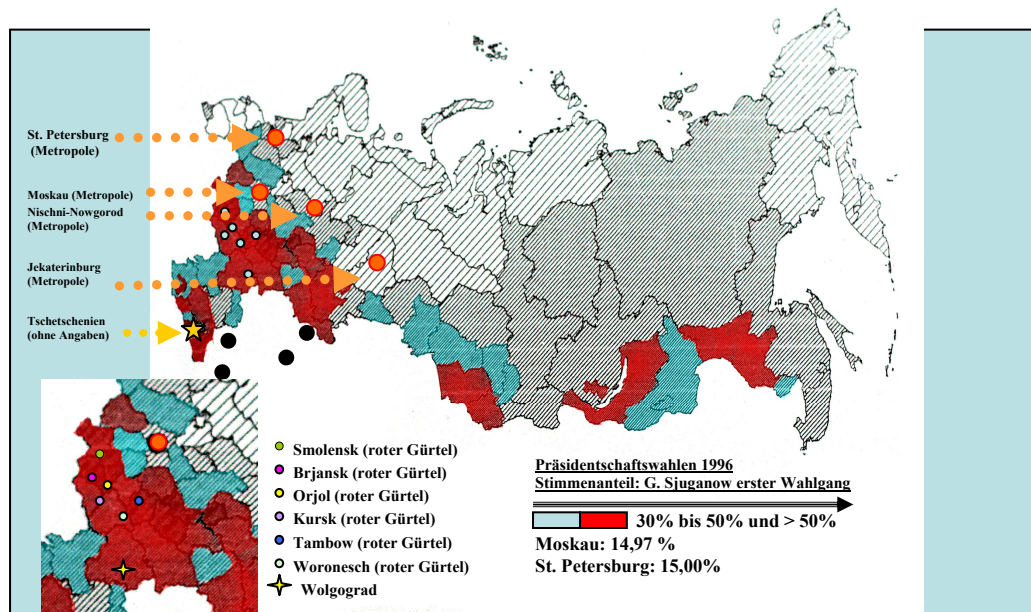 St. Petersburg
(Metropole)
Moskau (Metropole)
Nischni-Nowgorod
(Metropole)
Jekaterinburg
(Metropole)
Tschetschenien
(ohne Angaben)
Smolensk (roter Gürtel)
Brjansk (roter Gürtel)
Orjol (roter Gürtel)
Kursk (roter Gürtel)
Tambow (roter Gürtel)
Woronesch (roter Gürtel)
Wolgograd
Präsidentschaftswahlen 1996
Stimmenanteil: G. Sjuganow erster Wahlgang
30% bis 50% und > 50%
Moskau: 14,97 %
St. Petersburg: 15,00%